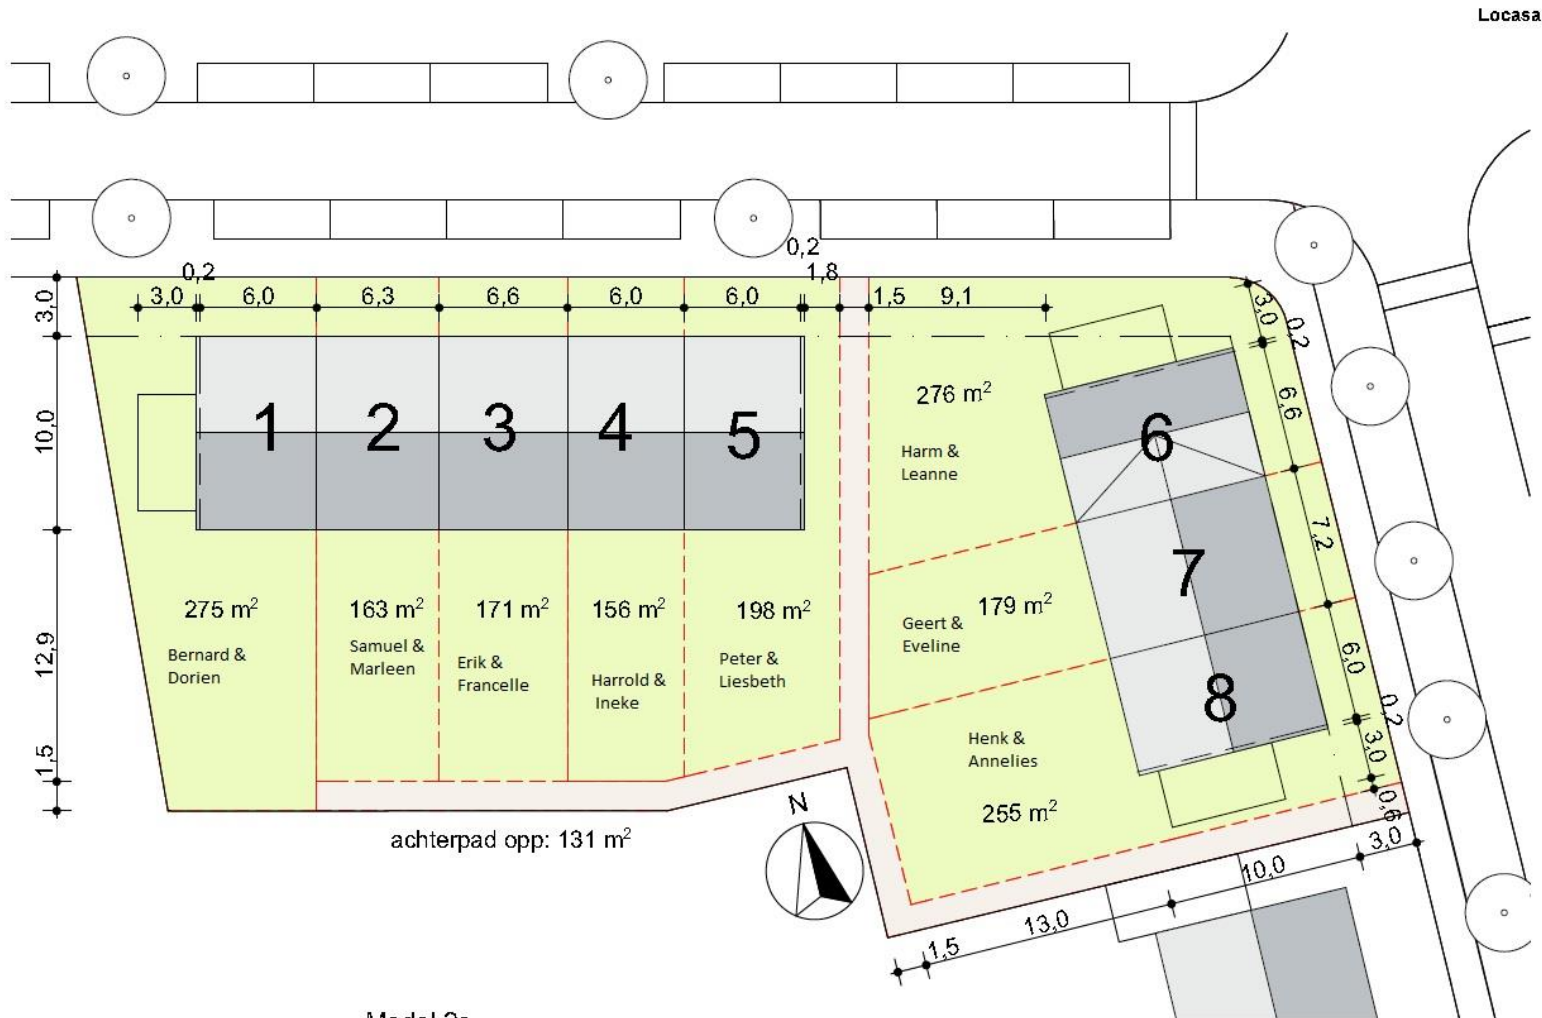 Locasa
0,2
0,2
1,8
3,0
6,0
6,3
6,6
6,0
6,0
1,5
9,1
3,0
3,0
0,2
10,0
1
2
3
4
5
6
276 m²
6,6
Harm &
Leanne
7,2
7
275 m²
163 m²
171 m²
156 m²
198 m²
179 m²
12,9
Bernard &
Dorien
Samuel &
Marleen
Erik &
Francelle
Harrold &
Ineke
Peter &
Liesbeth
Geert &
Eveline
6,0
8
0,2
Henk &
Annelies
3,0
1,5
255 m²
0,6
achterpad opp: 131 m²
N
3,0
10,0
13,0
1,5